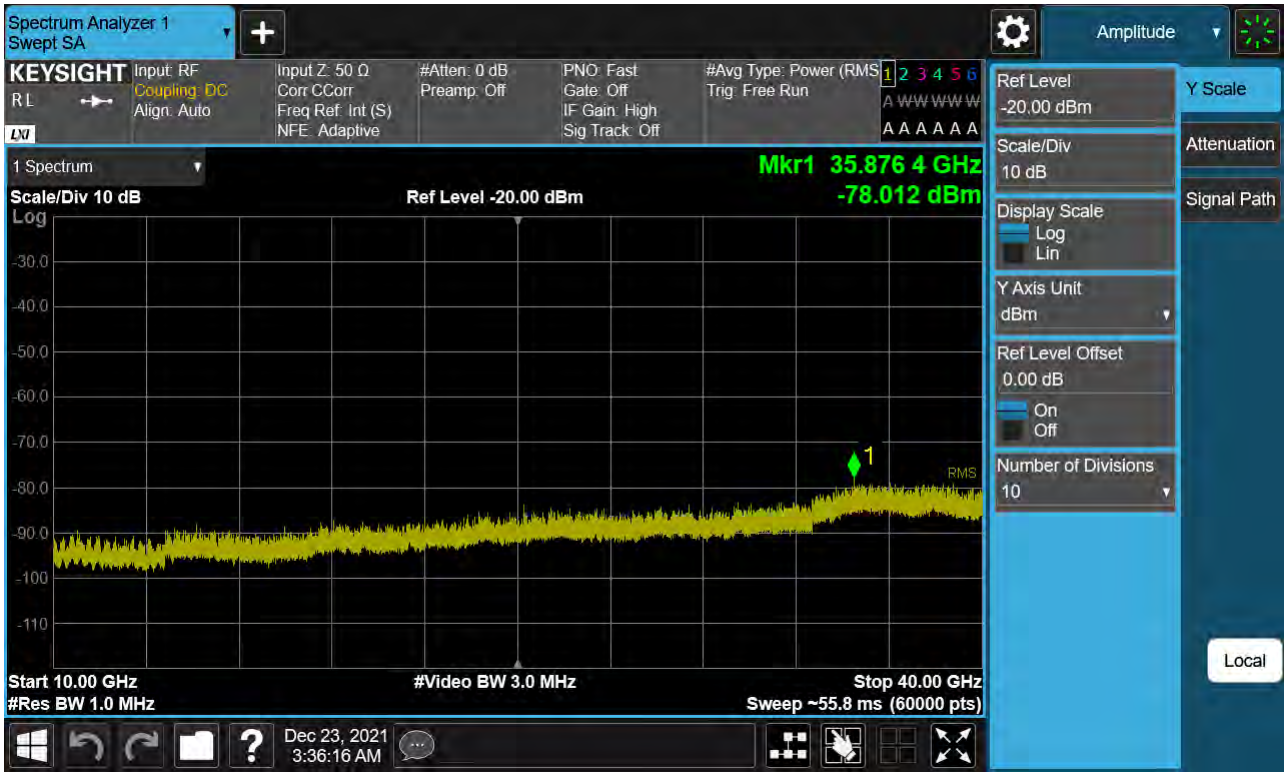 Spectrum Analyzer 1
Swept SA
Amplitude
KEYSIGHT
RL
LXI
Input: RF
Coupling: DC
Align: Auto
Input Z: 50 Ω
Corr CCorr
Freq Ref: Int (S)
NFE: Adaptive
#Atten: 0 dB
Preamp: Off
PNO: Fast
Gate: Off
IF Gain: High
Sig Track: Off
#Avg Type: Power (RMS
Trig: Free Run
1 2 3 4 5 6
A W W W W W
A A A A A A
1 Spectrum
Mkr1 35.876 4 GHz
-78.012 dBm
Scale/Div 10 dB
Ref Level -20.00 dBm
Log
-30.0
-40.0
-50.0
-60.0
-70.0
-80.0
-90.0
-100
-110
1
RMS
Start 10.00 GHz
#Video BW 3.0 MHz
Stop 40.00 GHz
#Res BW 1.0 MHz
Sweep ~55.8 ms (60000 pts)
Ref Level
-20.00 dBm
Scale/Div
10 dB
Display Scale
Log
Lin
Y Axis Unit
dBm
Ref Level Offset
0.00 dB
On
Off
Number of Divisions
10
Y Scale
Attenuation
Signal Path
Local
?
Dec 23, 2021
3:36:16 AM